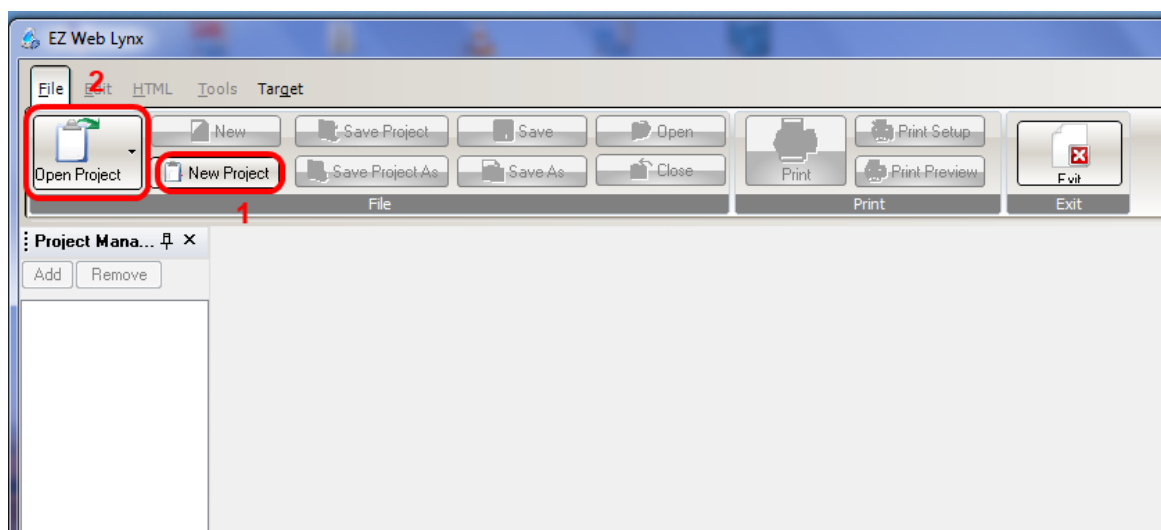 EZ Web Lynx
File Edit HTML Tools Target
2
New Save Project Save Open Print Setup
Open Project New Project Save Project As Save As Close Print Print Preview Exit
1
File Print Exit
Project Mana...
Add Remove